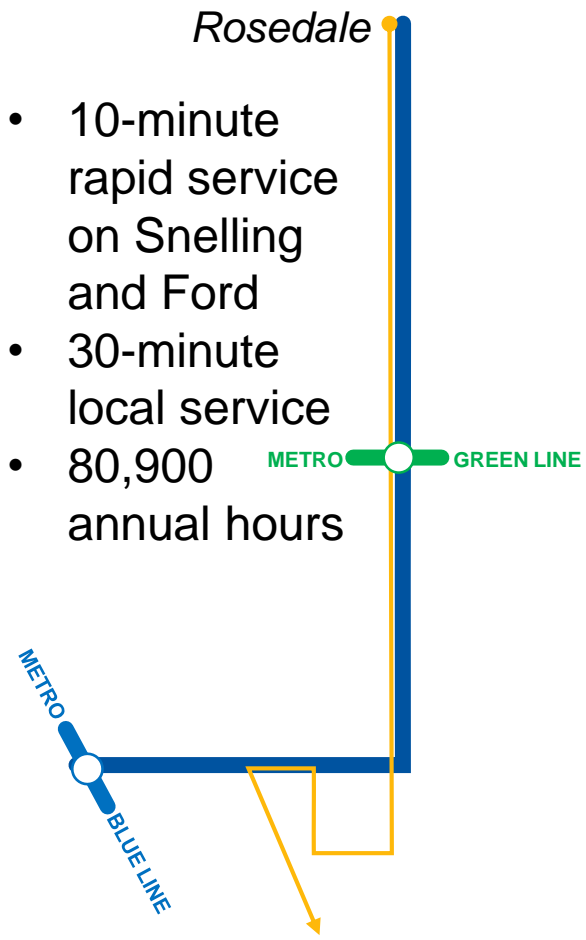 Rosedale
• 10-minute
rapid service
on Snelling
and Ford
• 30-minute
local service
• 80,900
annual hours
METRO GREEN LINE
METRO
BLUE LINE